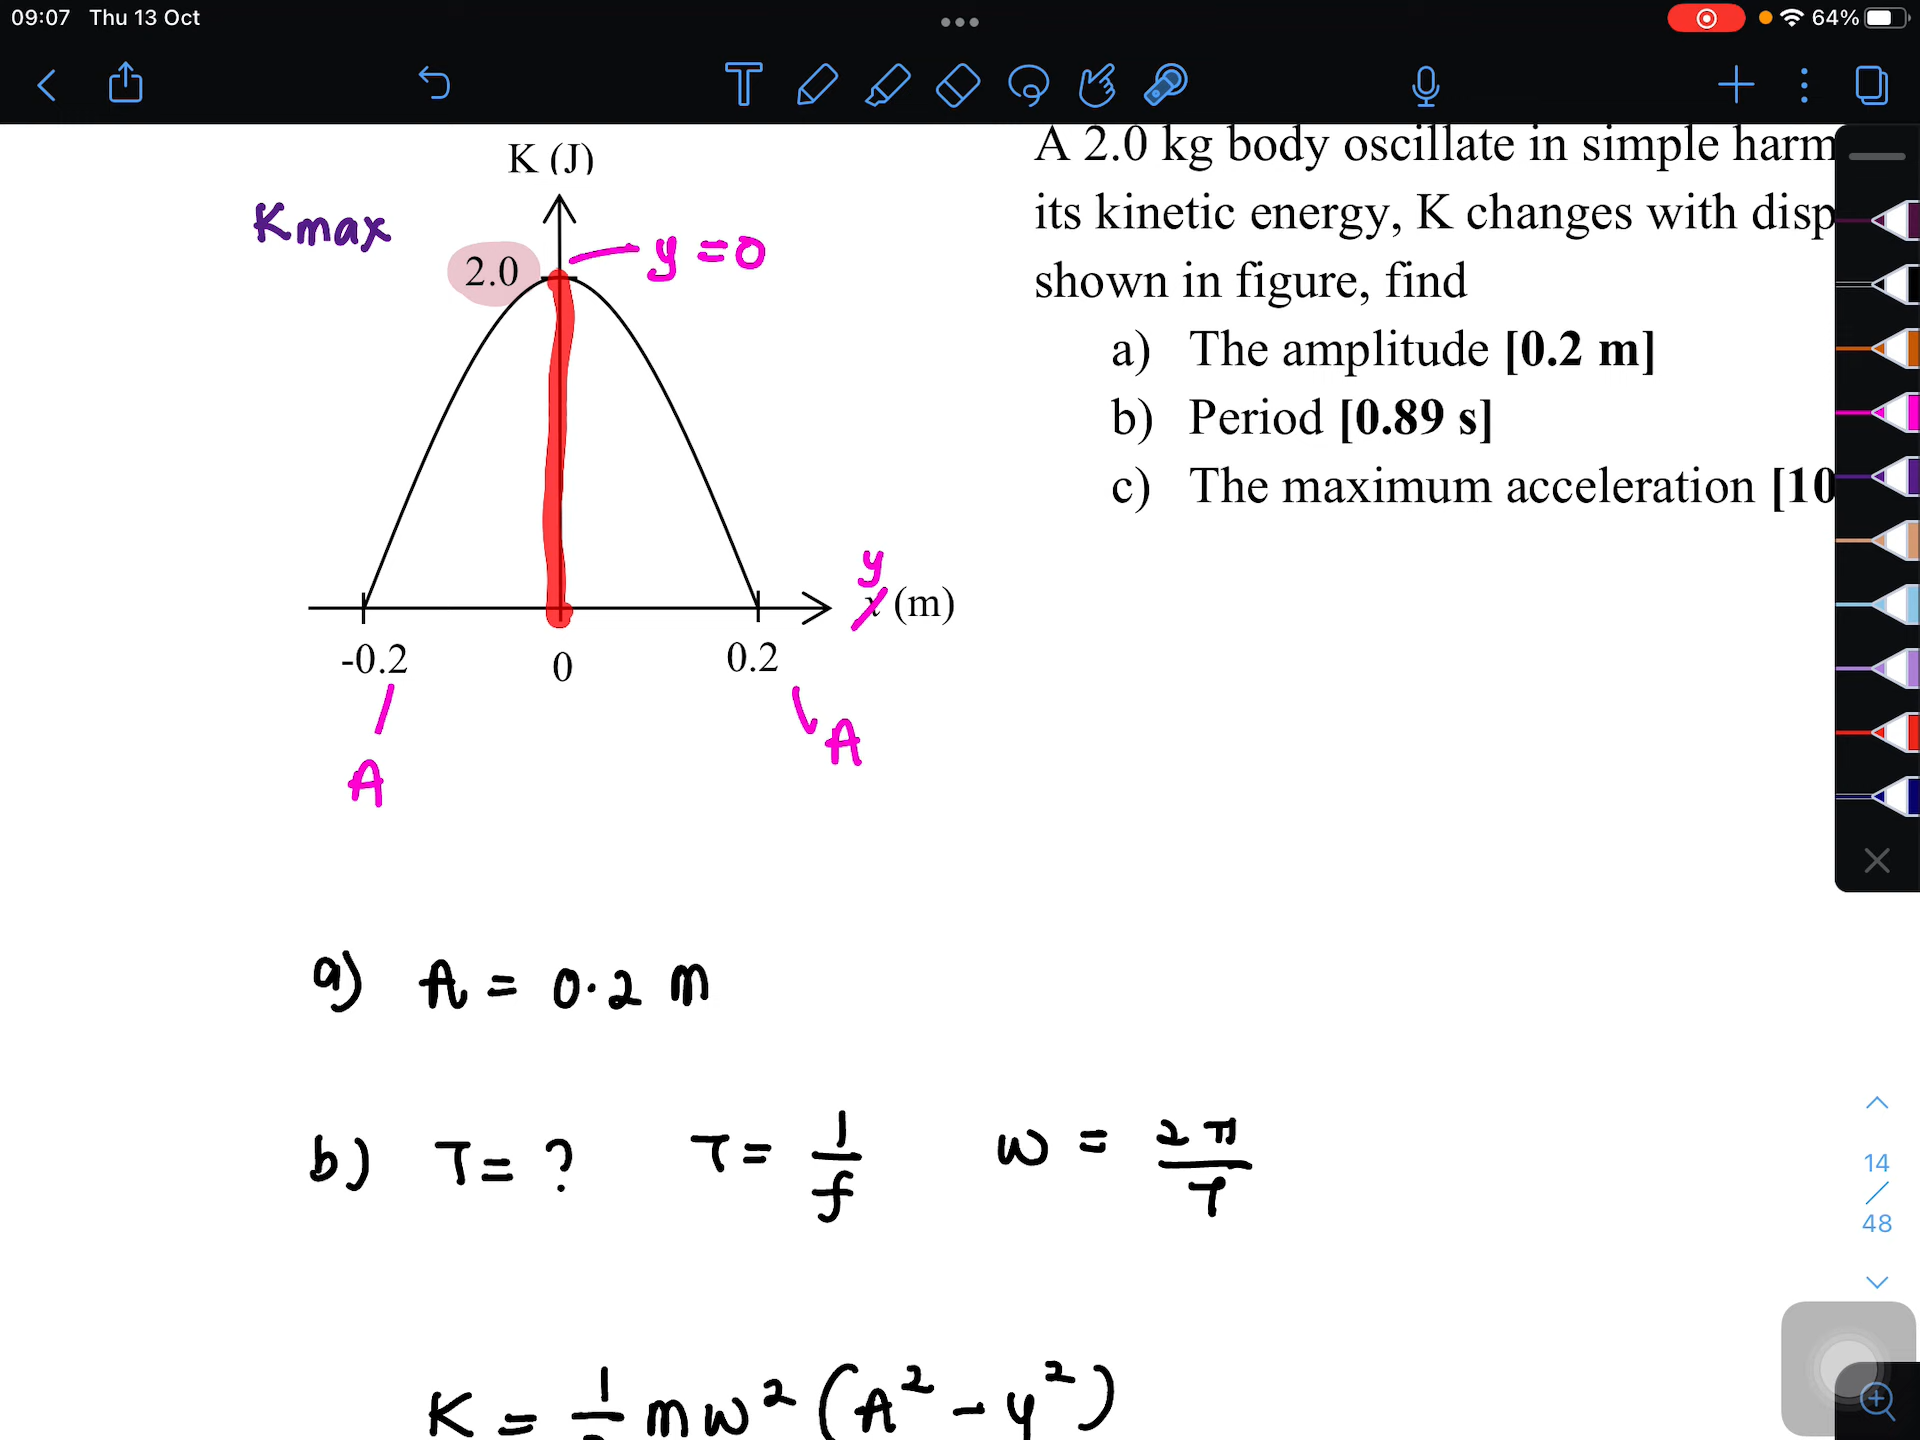 09:07 Thu 13 Oct
64%
K (J)
Kmax
2.0
y = 0
y
x (m)
-0.2
0
0.2
A
A
A 2.0 kg body oscillate in simple harm
its kinetic energy, K changes with disp
shown in figure, find
a) The amplitude [0.2 m]
b) Period [0.89 s]
c) The maximum acceleration [10
a) A = 0.2 m
b) T = ? T = 1/f w = 2π/T
K = 1/ mw² (A² - y²)
14
/
48